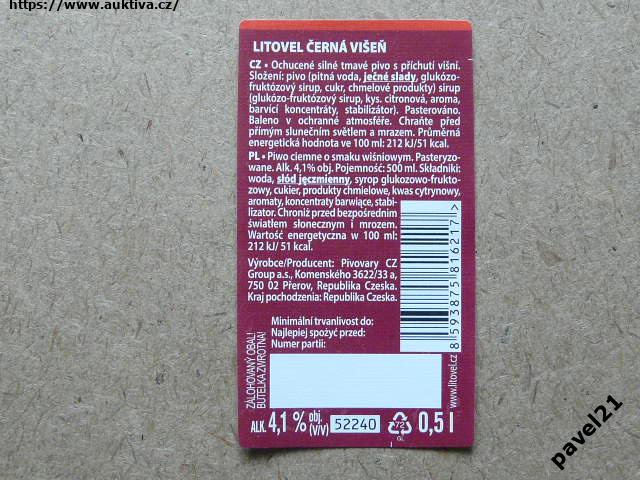 https://www.auktiva.cz/
LITOVEL ČERNÁ VIŠEŇ
CZ • Ochucené silné tmavé pivo s příchutí višní.
Složení: pivo (pitná voda, ječné slady, glukózo-
fruktózový sirup, cukr, chmelové produkty) sirup
(glukózo-fruktózový sirup, kys. citronová, aroma,
barvící koncentráty, stabilizátor). Pasterováno.
Baleno v ochranné atmosféře. Chraňte před
přímým slunečním světlem a mrazem. Průměrná
energetická hodnota ve 100 ml: 212 kJ/51 kcal.
PL • Piwo ciemne o smaku wiśniowym. Pasteryzo-
wane. Alk. 4,1% obj. Pojemność: 500 ml. Składniki:
woda, słód jęczmienny, syrop glukozowo-frukto-
zowy, cukier, produkty chmielowe, kwas cytrynowy,
aromaty, koncentraty barwiące, stabi-
lizator. Chronić przed bezpośrednim
światłem słonecznym i mrozem.
Wartość energetyczna w 100 ml:
212 kJ/ 51 kcal.
Výrobce/Producent: Pivovary CZ
Group a.s., Komenského 3622/33 a,
750 02 Přerov, Republika Czeska.
Kraj pochodzenia: Republika Czeska.
8 593875 816217 >
Minimální trvanlivost do:
Najlepiej spożyć przed:
Numer partii:
ZÁLOHOVANÝ OBAL!
BUTELKA ZWROTNA!
www.litovel.cz
ALK. 4,1 % obj. (V/V)
52240
72
GL
0,5 l
pavel21